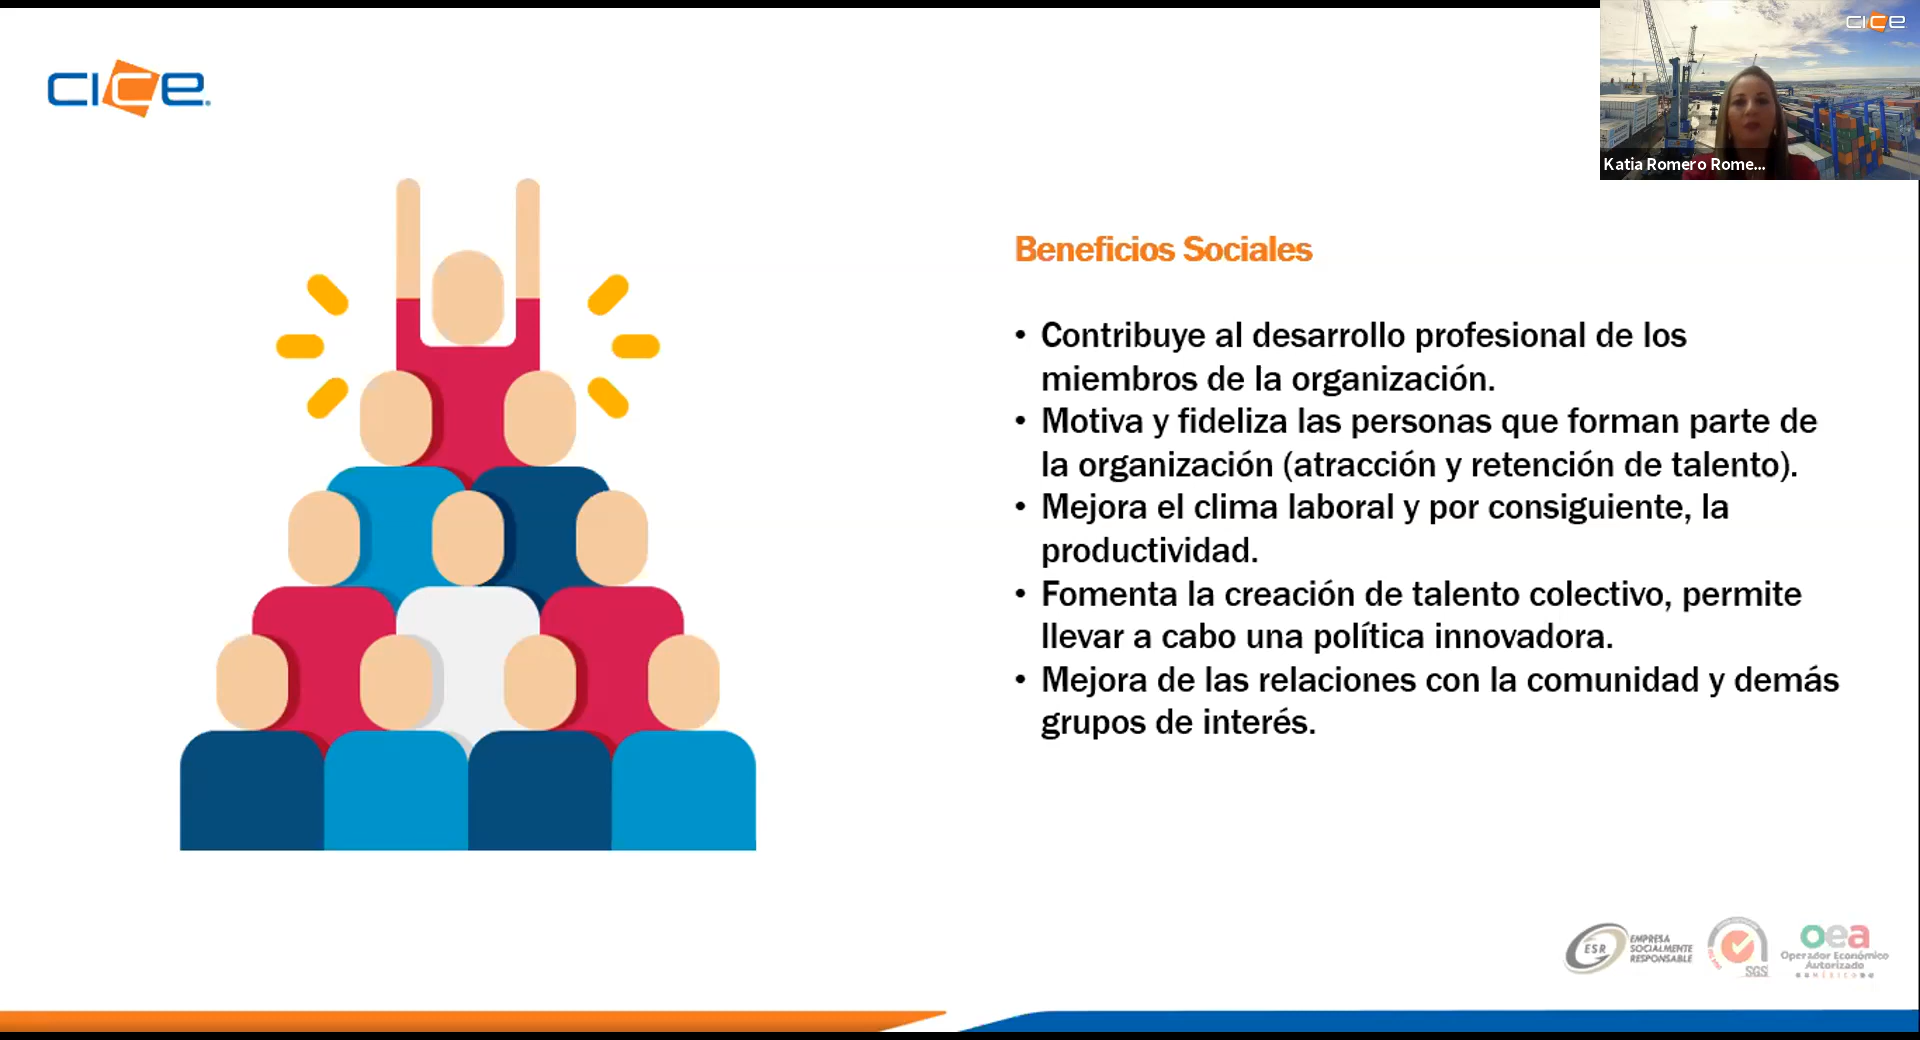 cice
cice
Katia Romero Rome...
Beneficios Sociales
• Contribuye al desarrollo profesional de los
miembros de la organización.
• Motiva y fideliza las personas que forman parte de
la organización (atracción y retención de talento).
• Mejora el clima laboral y por consiguiente, la
productividad.
• Fomenta la creación de talento colectivo, permite
llevar a cabo una política innovadora.
• Mejora de las relaciones con la comunidad y demás
grupos de interés.
ESR
EMPRESA
SOCIALMENTE
RESPONSABLE
SGS
oea
Operador Económico
Autorizado
MÉXICO